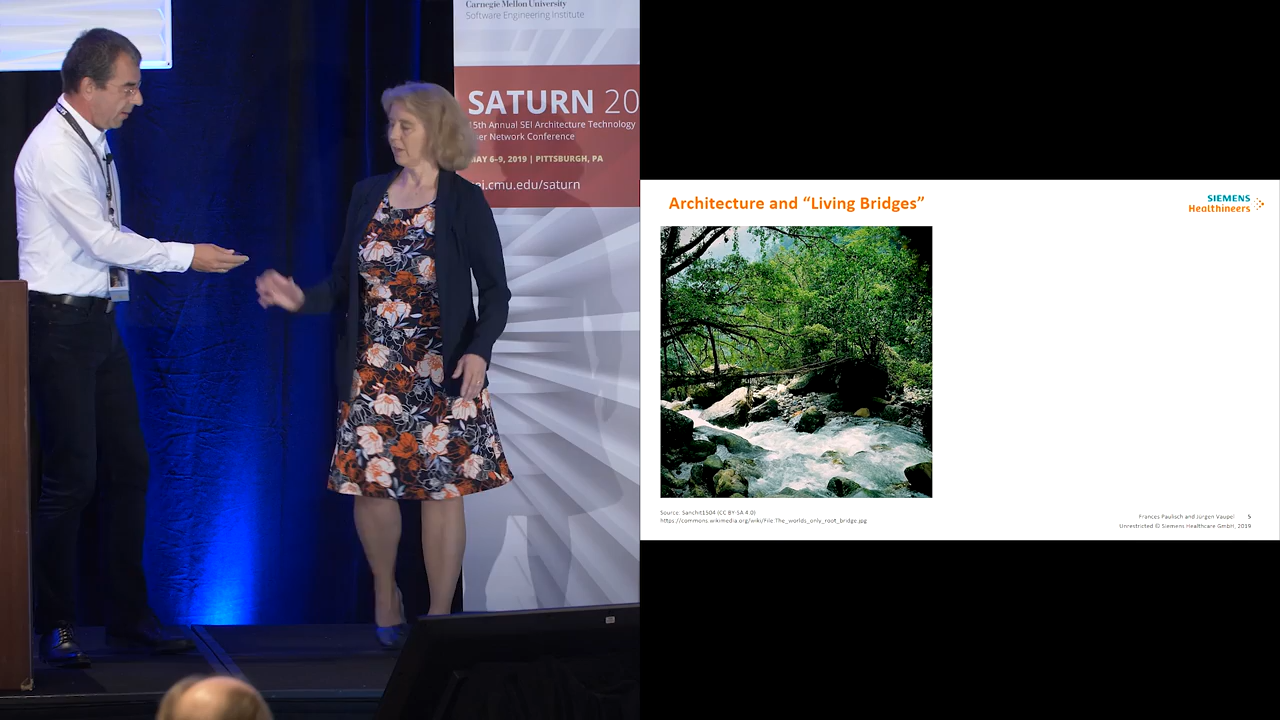 Carnegie Mellon University
Software Engineering Institute
SATURN 20
15th Annual SEI Architecture Technology
er Network Conference
MAY 6–9, 2019 | PITTSBURGH, PA
ei.cmu.edu/saturn
Architecture and “Living Bridges”
SIEMENS
Healthineers
Source: Sanchit1504 (CC BY-SA 4.0)
https://commons.wikimedia.org/wiki/File:The_worlds_only_root_bridge.jpg
Frances Paulisch and Jürgen Vaupel 5
Unrestricted © Siemens Healthcare GmbH, 2019